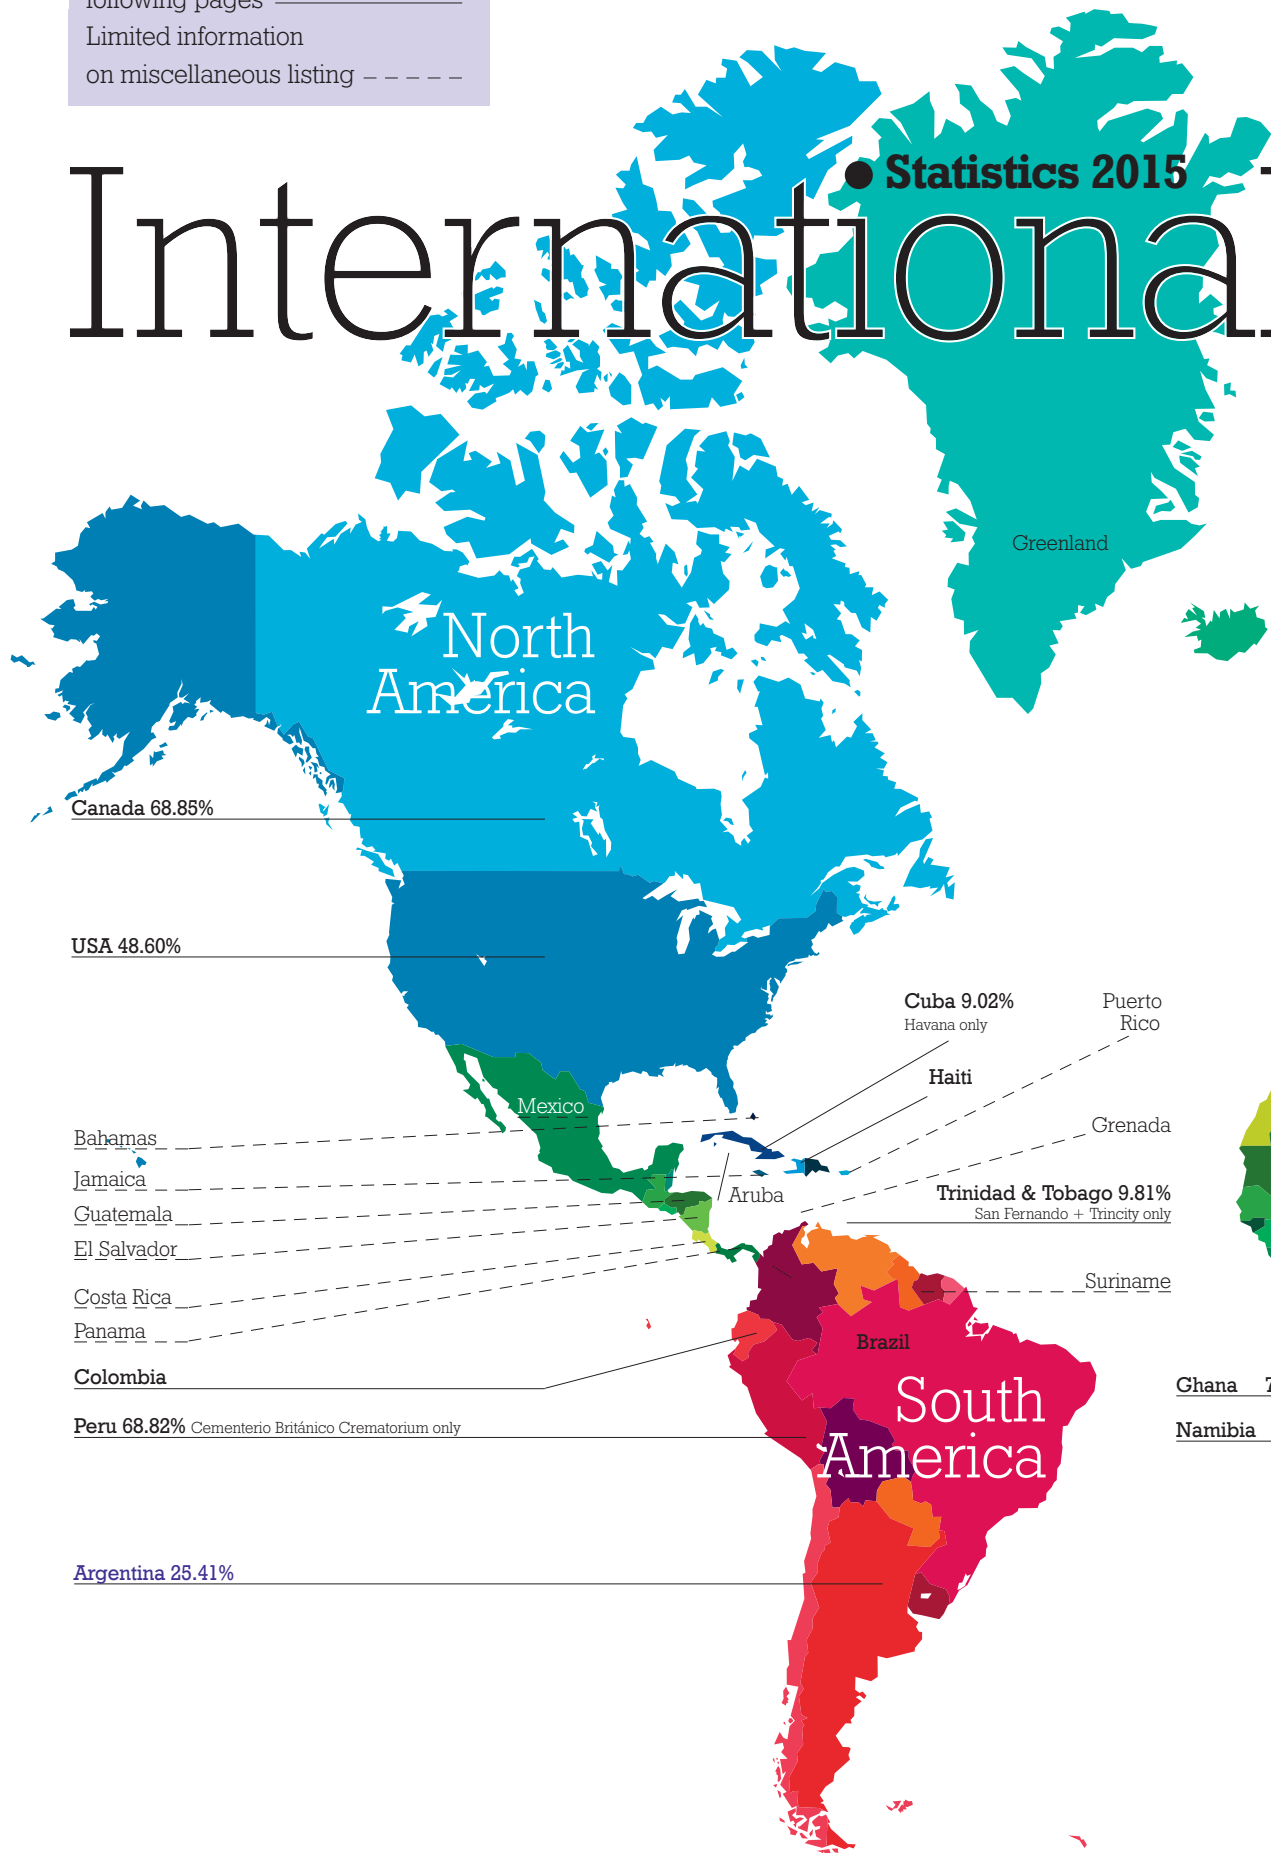 following pages
Limited information
on miscellaneous listing
Statistics 2015
International
Greenland
North
America
Canada 68.85%
USA 48.60%
Cuba 9.02%
Havana only
Puerto
Rico
Haiti
Mexico
Grenada
Bahamas
Jamaica
Aruba
Trinidad & Tobago 9.81%
San Fernando + Trincity only
Guatemala
El Salvador
Suriname
Costa Rica
Panama
Brazil
Colombia
South
America
Ghana 7
Peru 68.82% Cementerio Británico Crematorium only
Namibia
Argentina 25.41%